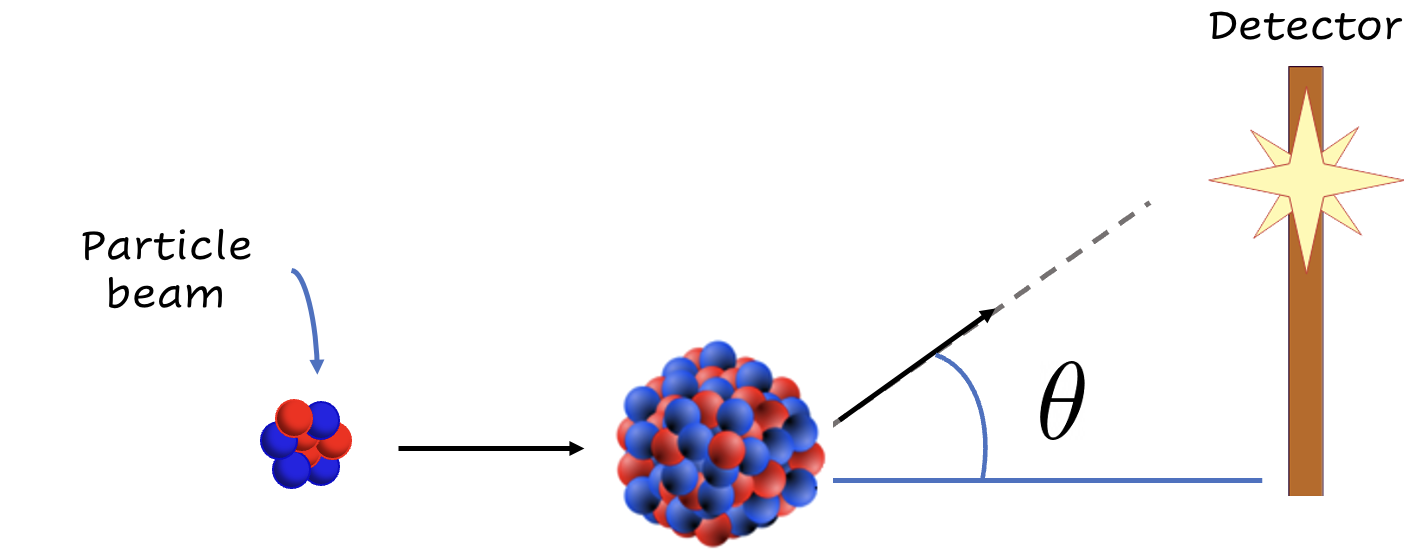 Detector
Particle
beam
θ